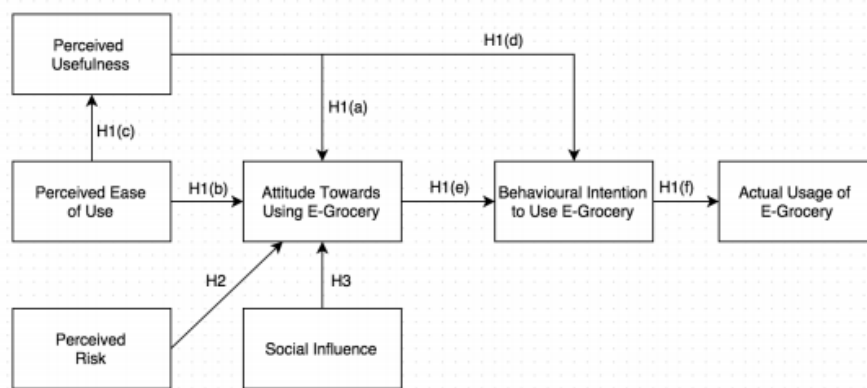 Perceived
Usefulness
H1(d)
H1(a)
H1(c)
Perceived Ease
of Use
H1(b)
Attitude Towards
Using E-Grocery
H1(e)
Behavioural Intention
to Use E-Grocery
H1(f)
Actual Usage of
E-Grocery
H2
H3
Perceived
Risk
Social Influence